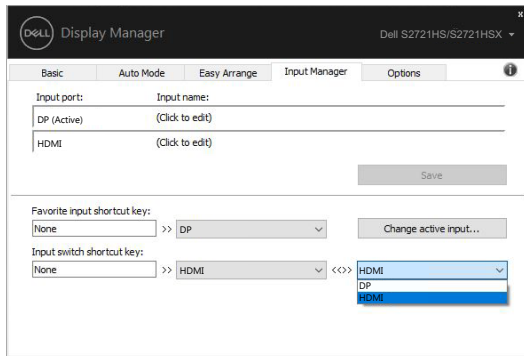 DELL Display Manager
Dell S2721HS/S2721HSX
x
Basic Auto Mode Easy Arrange Input Manager Options i
Input port: Input name:
DP (Active) (Click to edit)
HDMI (Click to edit)
Save
Favorite input shortcut key:
None >> DP Change active input...
Input switch shortcut key:
None >> HDMI <<>> HDMI
DP
HDMI